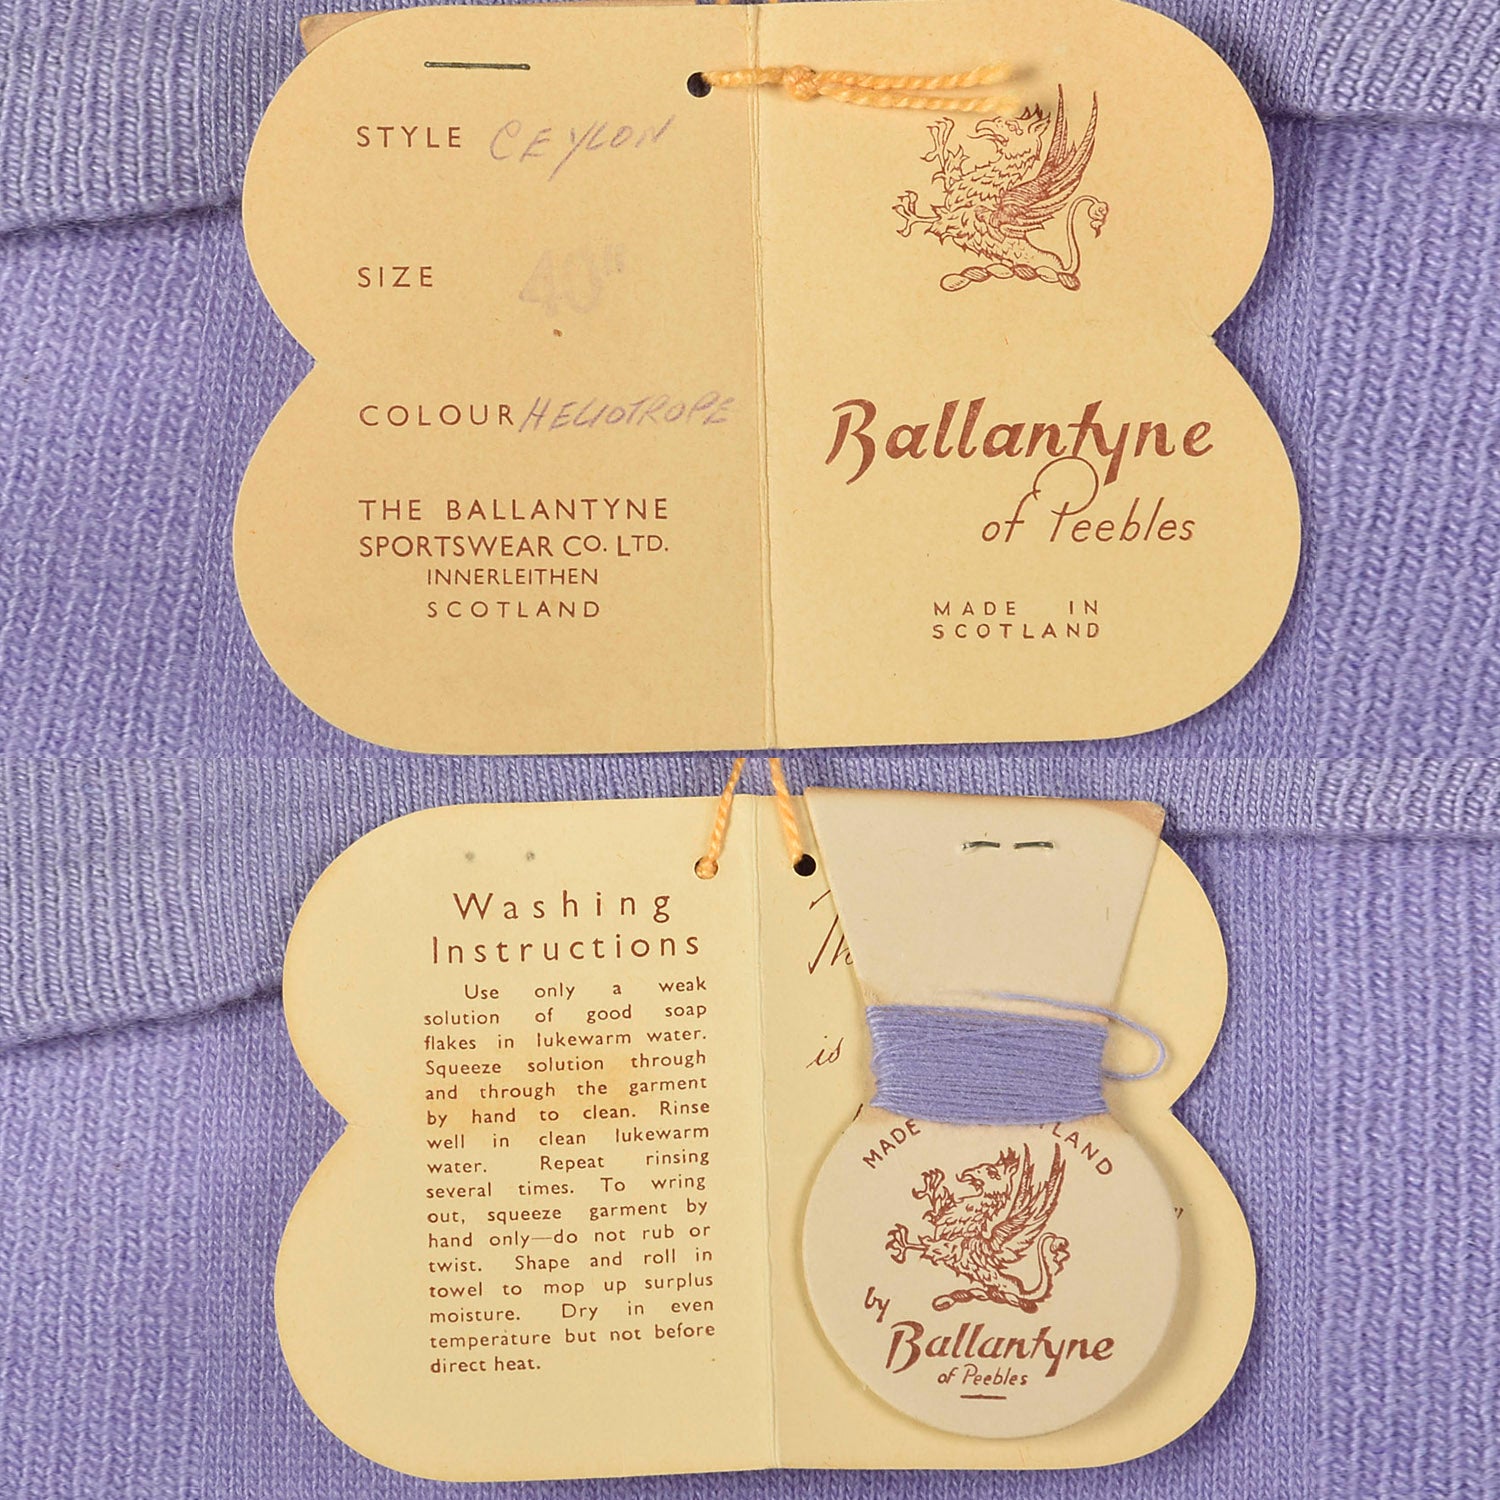 STYLE CEYLON
SIZE
COLOUR HELIOTROPE
THE BALLANTYNE
SPORTSWEAR CO. LTD.
INNERLEITHEN
SCOTLAND
Ballantyne
of Peebles
MADE IN
SCOTLAND
Washing
Instructions
Use only a weak
solution of good soap
flakes in lukewarm water.
Squeeze solution through
and through the garment
by hand to clean. Rinse
well in clean lukewarm
water. Repeat rinsing
several times. To wring
out, squeeze garment by
hand only—do not rub or
twist. Shape and roll in
towel to mop up surplus
moisture. Dry in even
temperature but not before
direct heat.
is
MADE
by
Ballantyne
of Peebles